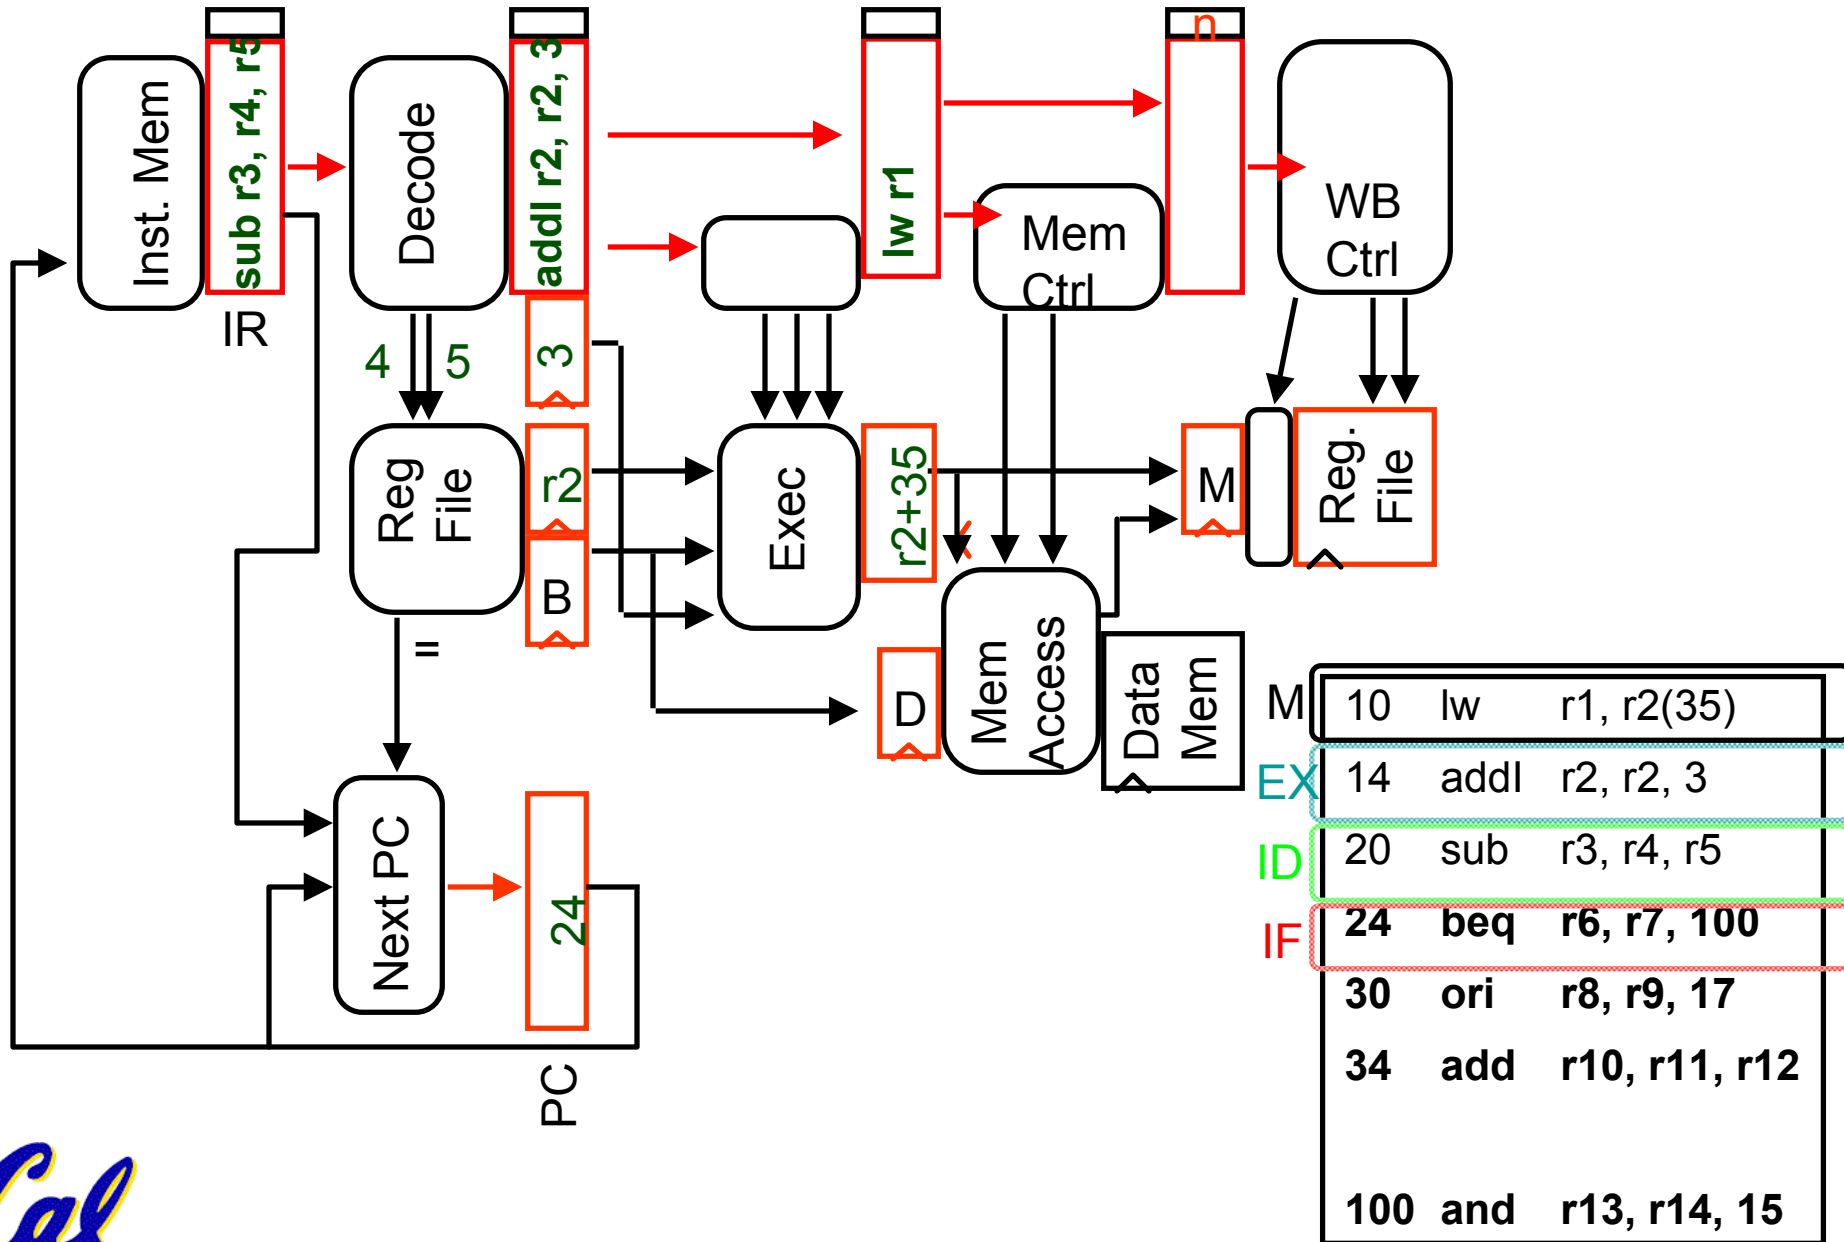 n
Inst. Mem
sub r3, r4, r5
IR
Decode
addI r2, r2, 3
lw r1
Mem
Ctrl
WB
Ctrl
4
5
3
Reg
File
r2
B
=
Exec
r2+35
M
Reg.
File
D
Mem
Access
Data
Mem
Next PC
24
PC
M
10 lw r1, r2(35)
EX
14 addI r2, r2, 3
ID
20 sub r3, r4, r5
IF
24 beq r6, r7, 100
30 ori r8, r9, 17
34 add r10, r11, r12
100 and r13, r14, 15
Cal